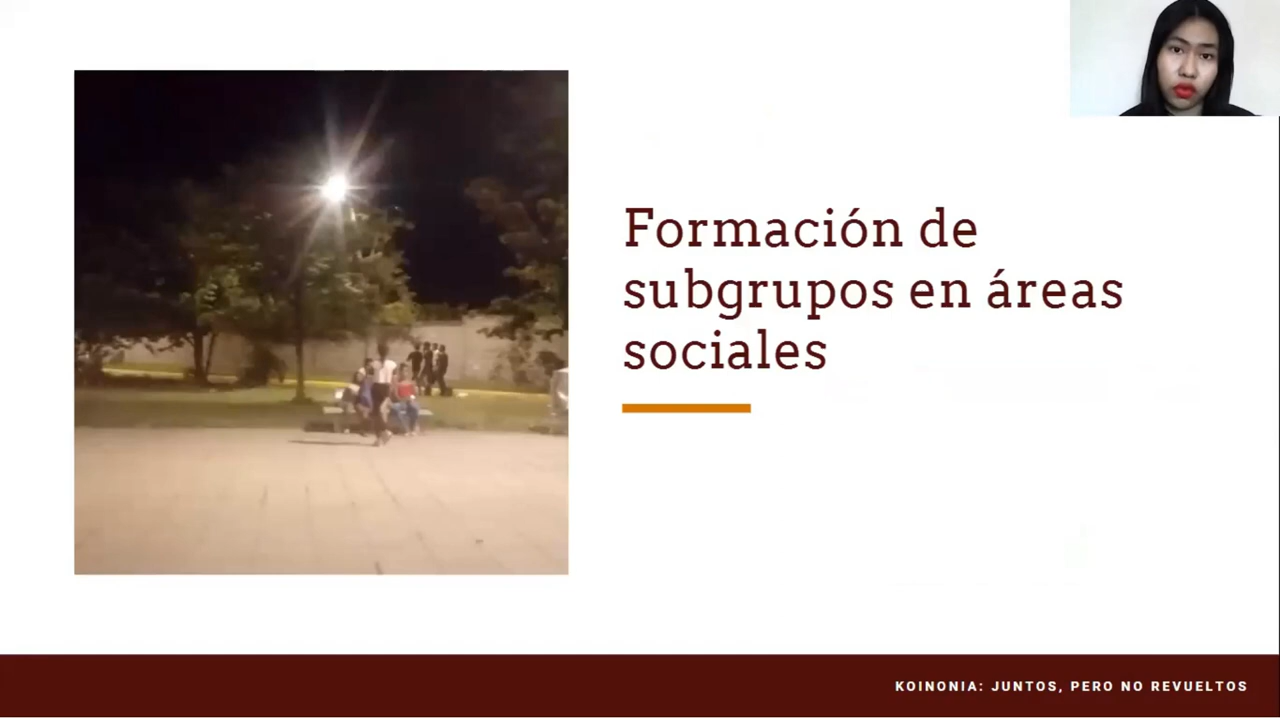 Formación de
subgrupos en áreas
sociales
KOINONIA: JUNTOS, PERO NO REVUELTOS